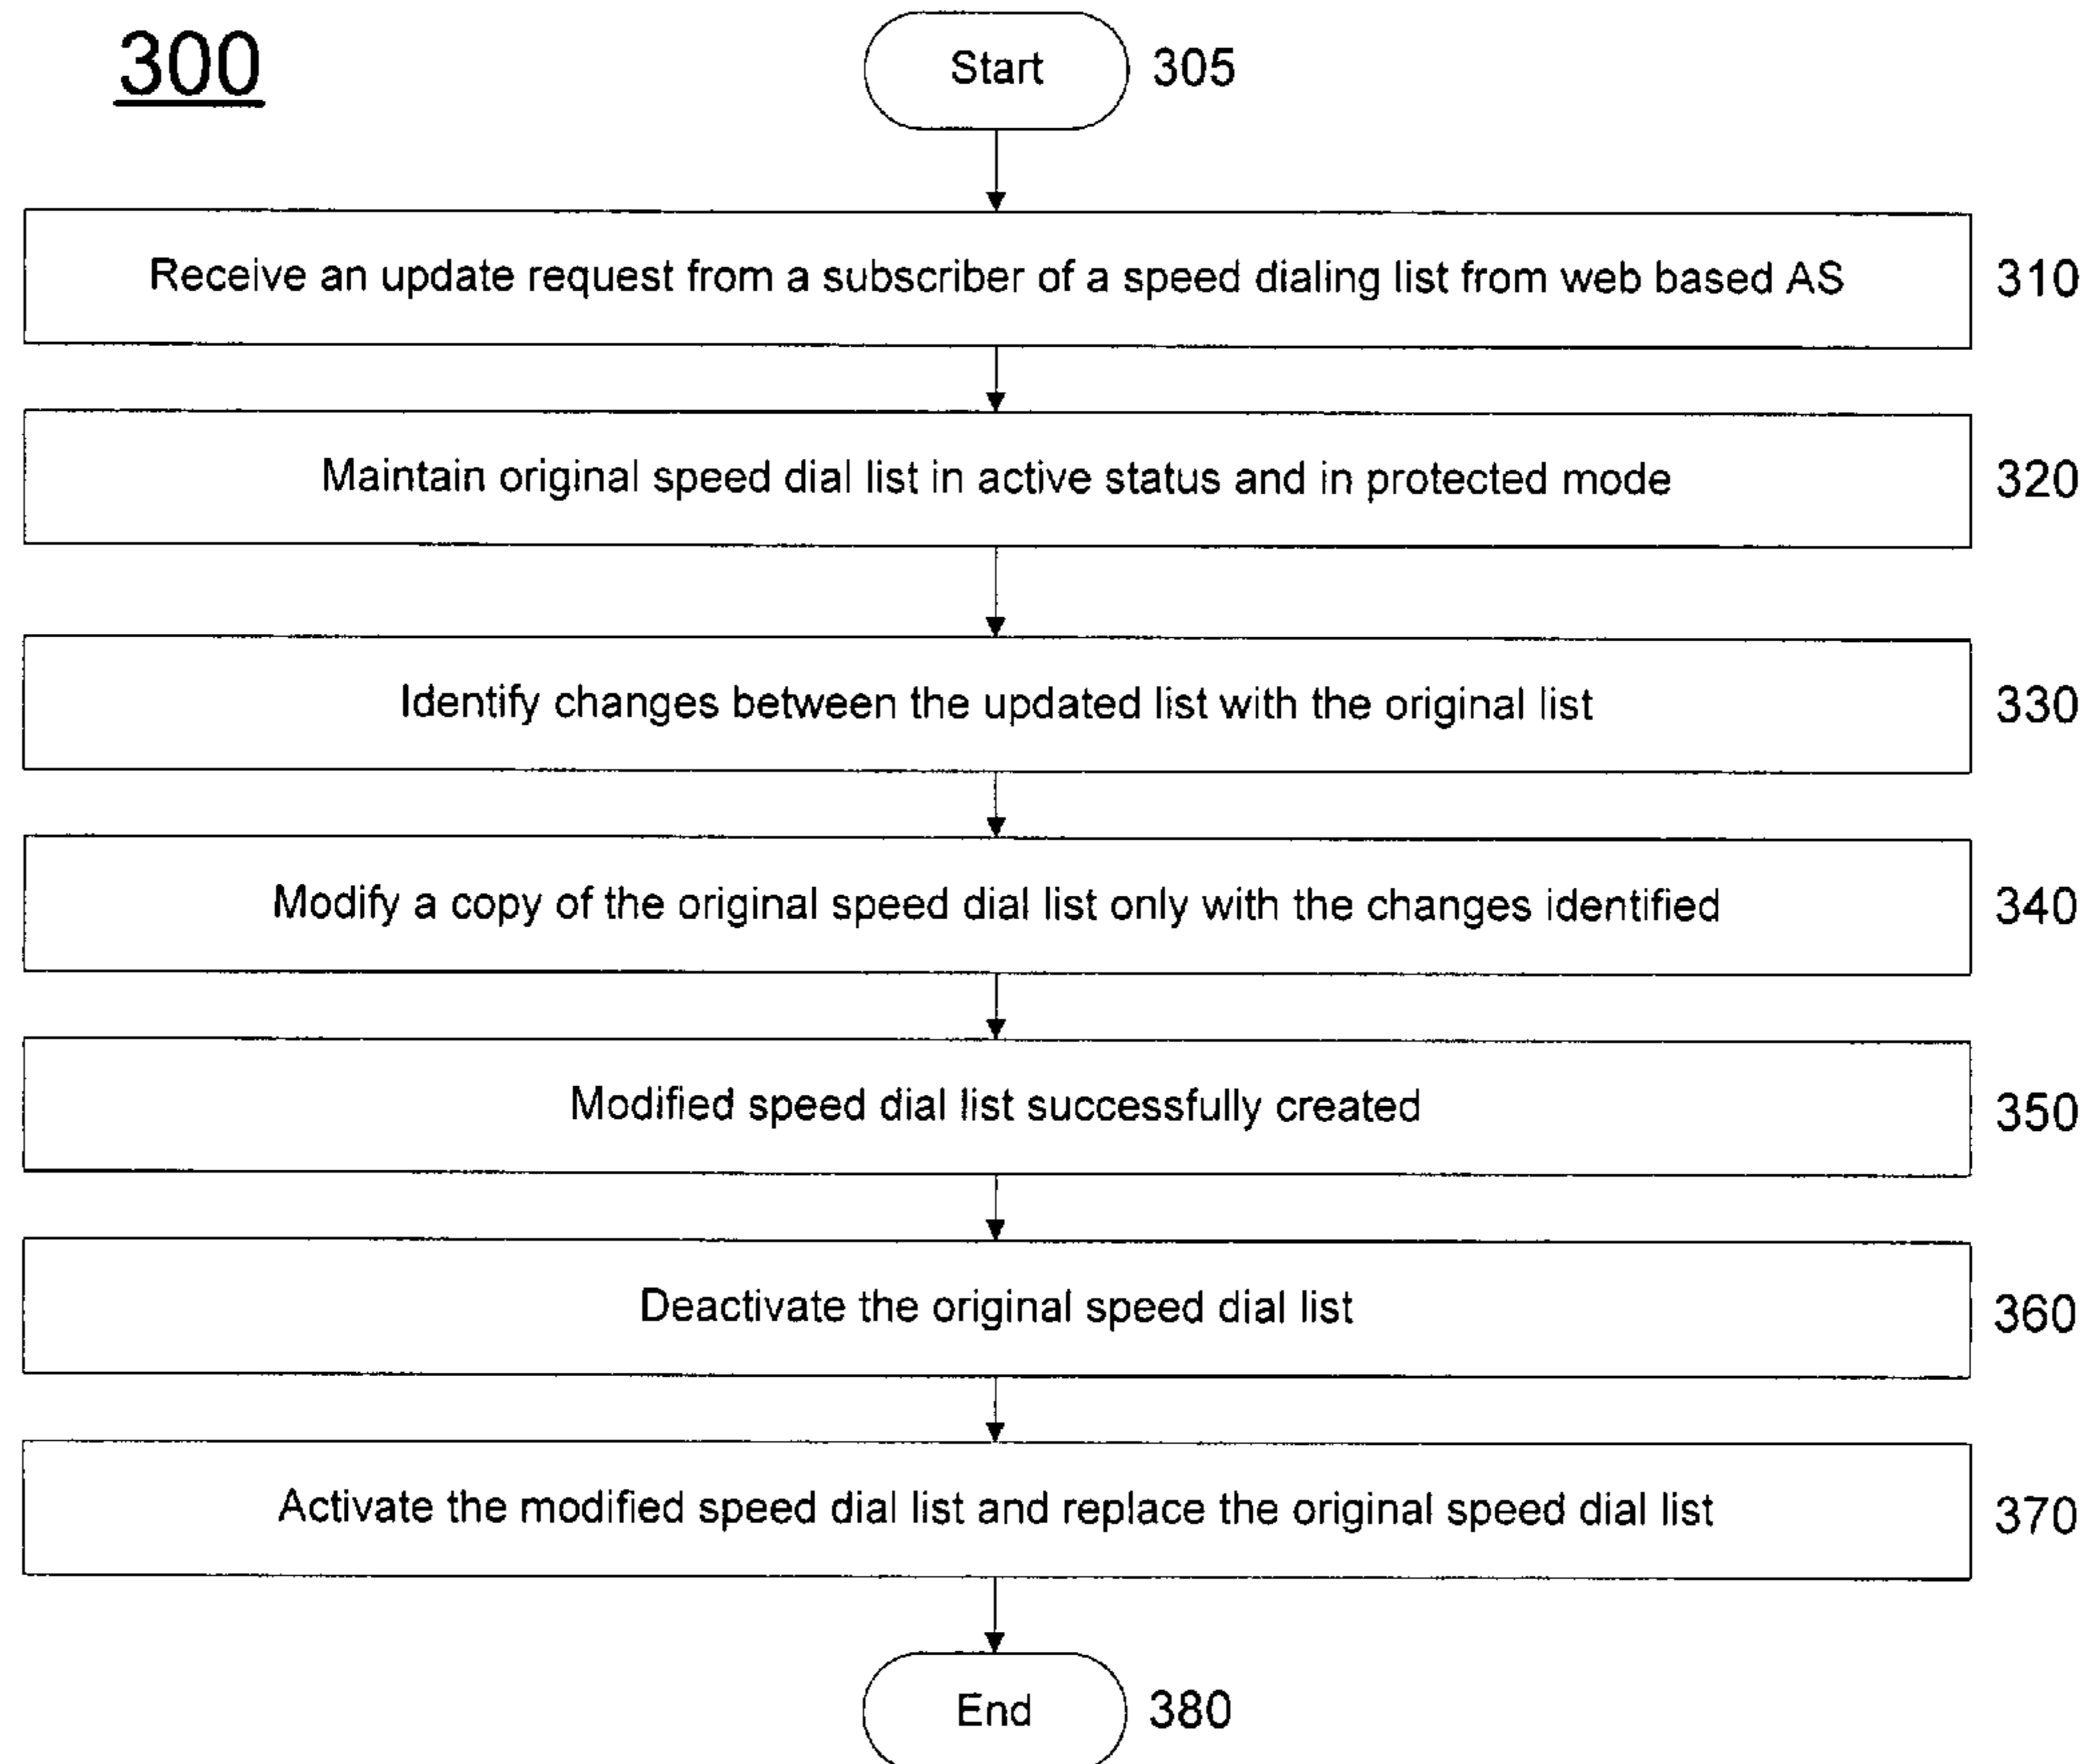 300
Start 305
Receive an update request from a subscriber of a speed dialing list from web based AS 310
Maintain original speed dial list in active status and in protected mode 320
Identify changes between the updated list with the original list 330
Modify a copy of the original speed dial list only with the changes identified 340
Modified speed dial list successfully created 350
Deactivate the original speed dial list 360
Activate the modified speed dial list and replace the original speed dial list 370
End 380